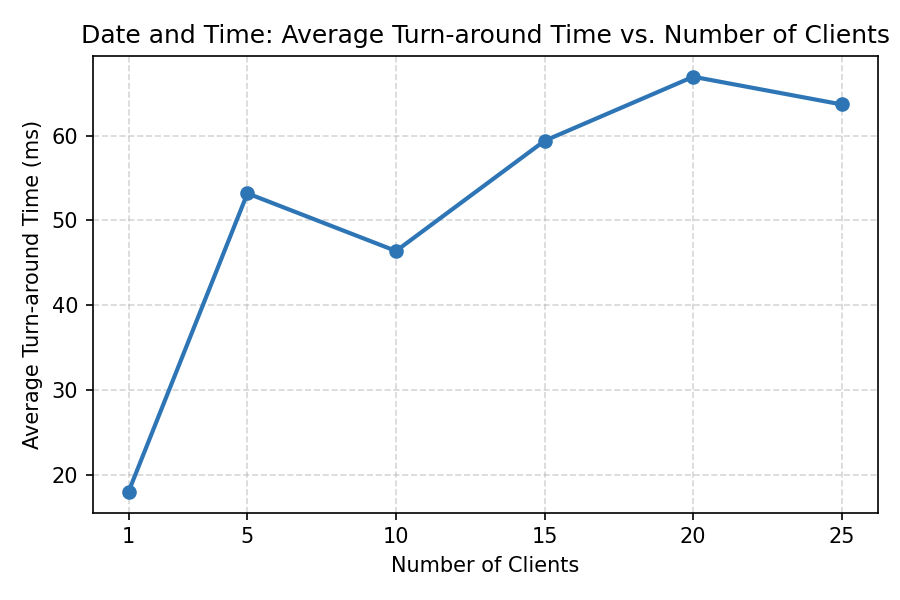 Date and Time: Average Turn-around Time vs. Number of Clients
Average Turn-around Time (ms)
60
50
40
30
20
1 5 10 15 20 25
Number of Clients